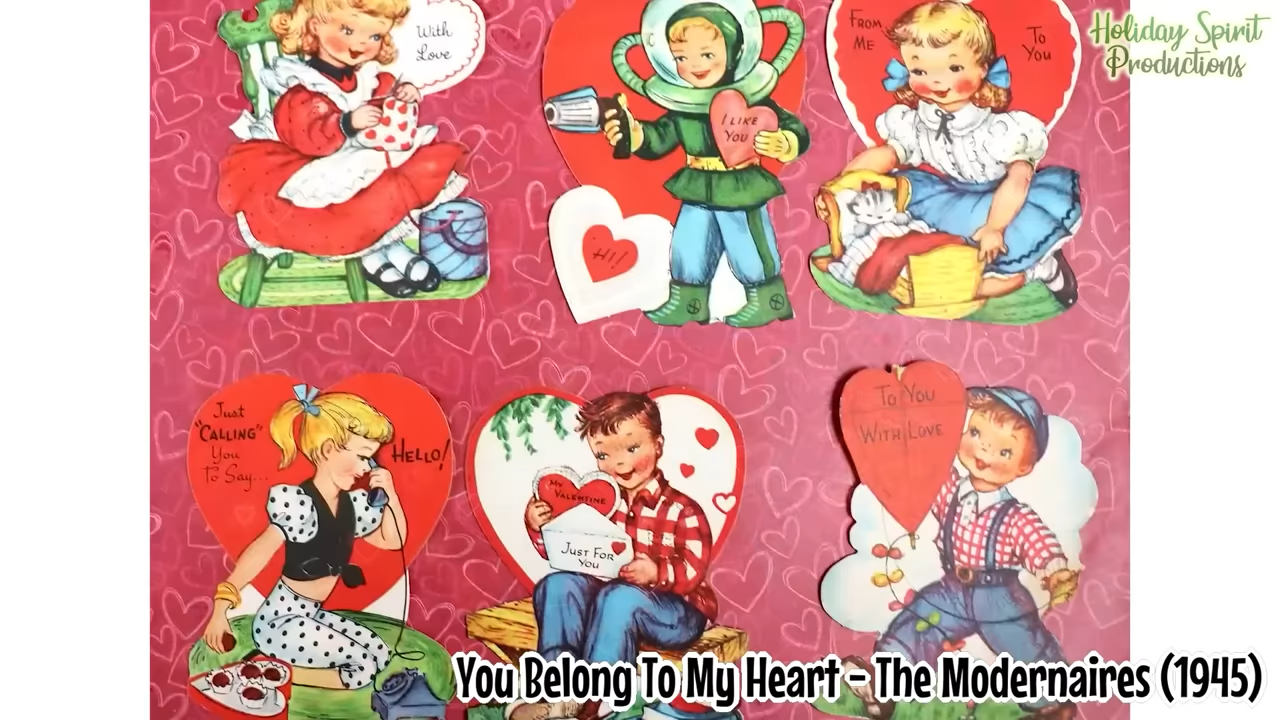 With
Love
I LIKE
YOU
HI!
FROM
ME
To
You
Holiday Spirit
Productions
Just
"CALLING"
You
To Say...
HELLO!
MY
VALENTINE
JUST FOR
YOU
To You
WITH LOVE
You Belong To My Heart – The Modernaires (1945)